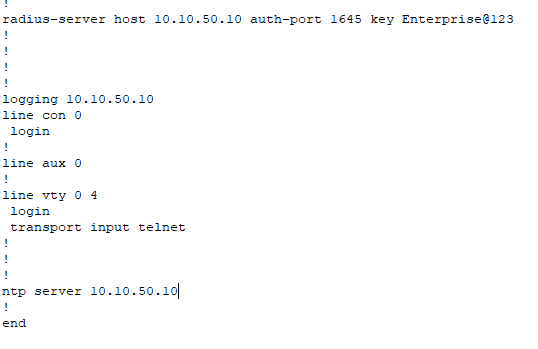 !
radius-server host 10.10.50.10 auth-port 1645 key Enterprise@123
!
!
!
!
logging 10.10.50.10
line con 0
 login
!
line aux 0
!
line vty 0 4
 login
 transport input telnet
!
!
!
ntp server 10.10.50.10
!
end